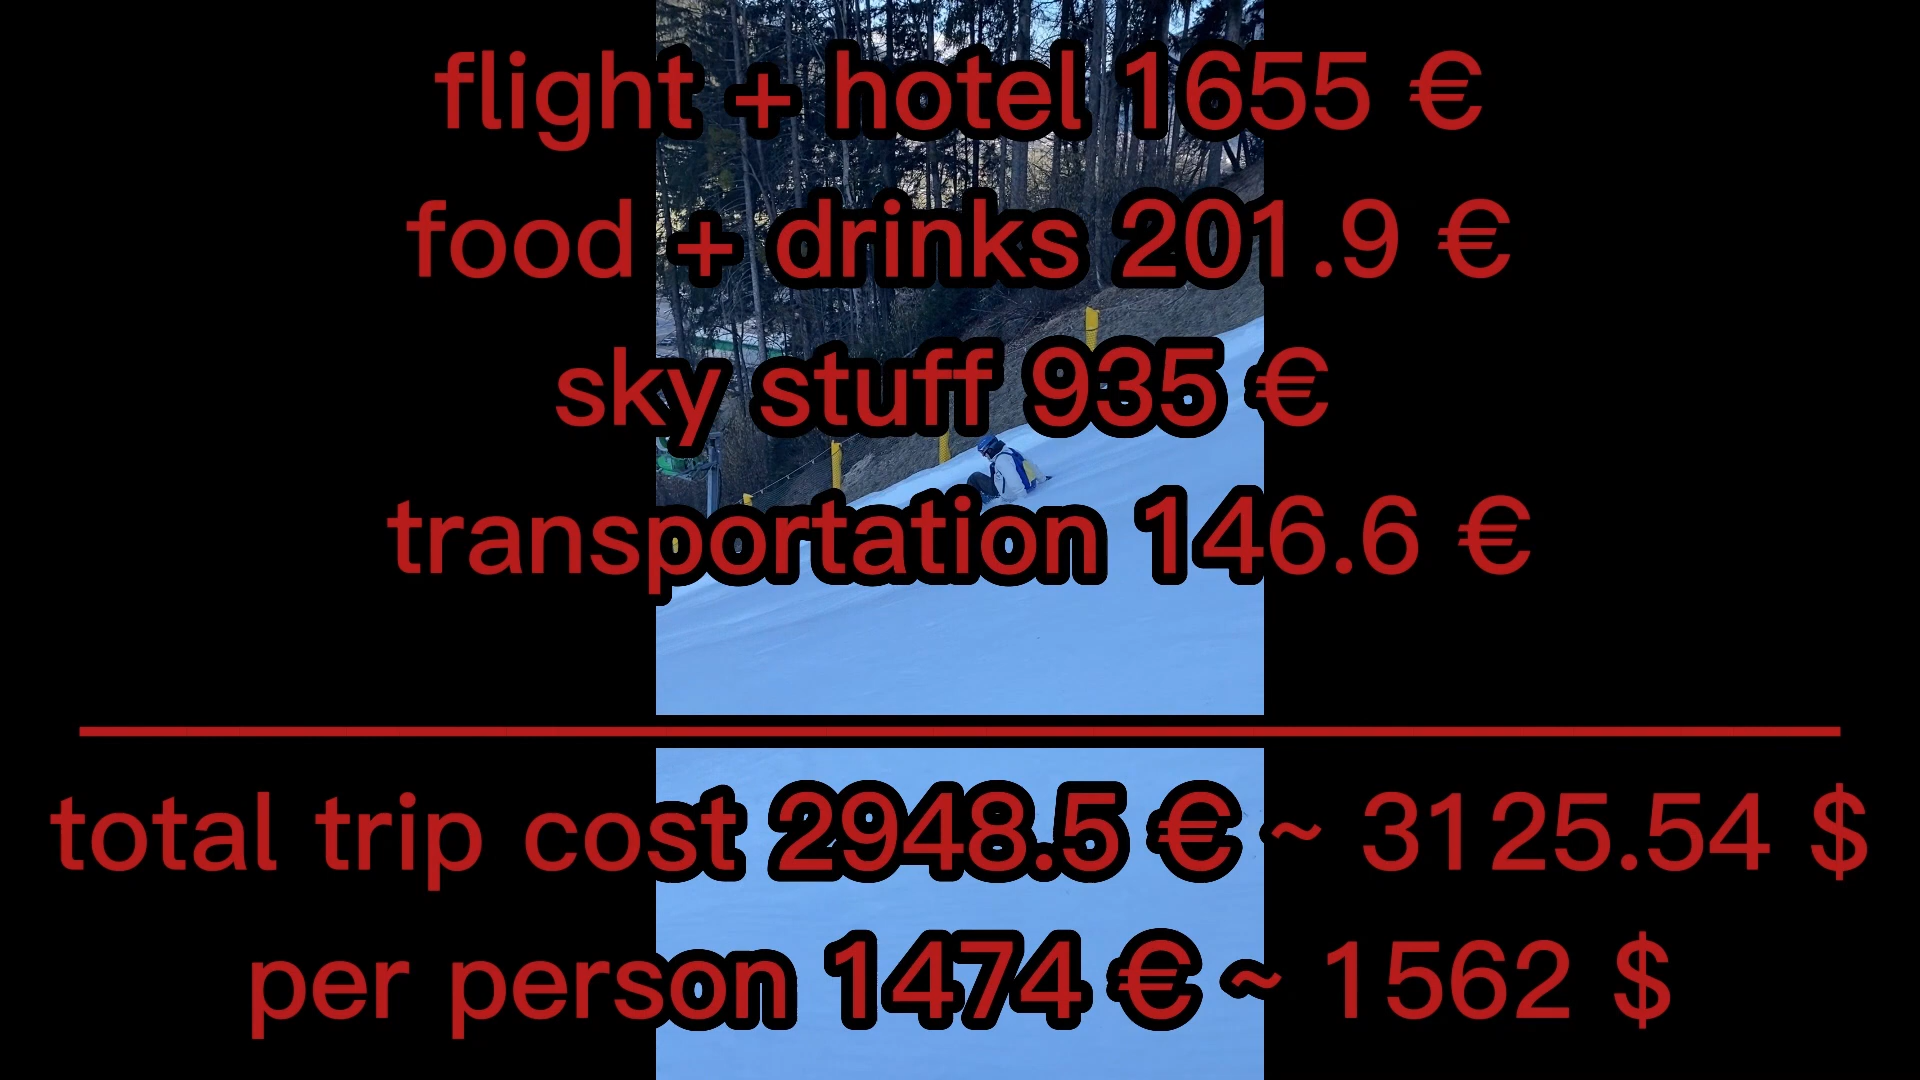 flight + hotel 1655 €
food + drinks 201.9 €
sky stuff 935 €
transportation 146.6 €
total trip cost 2948.5 € ~ 3125.54 $
per person 1474 € ~ 1562 $